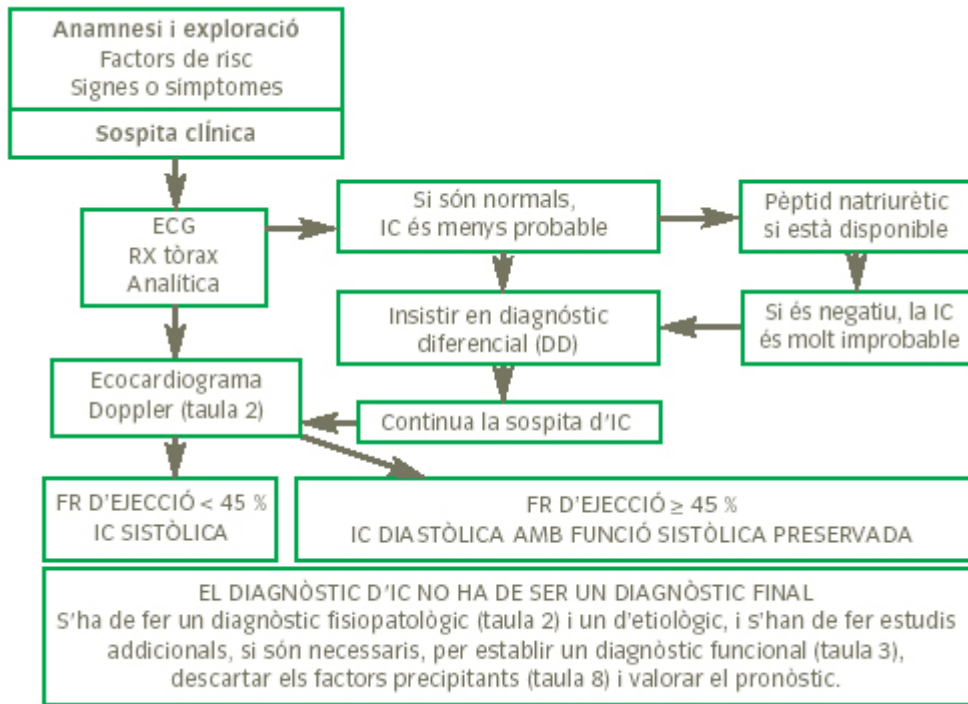 Anamnesi i exploració
Factors de risc
Signes o simptomes
Sospita clÍnica
ECG
RX tòrax
Analítica
Si són normals,
IC és menys probable
Pèptid natriurètic
si està disponible
Insistir en diagnóstic
diferencial (DD)
Si és negatiu, la IC
és molt improbable
Ecocardiograma
Doppler (taula 2)
Continua la sospita d'IC
FR D'EJECCIÓ < 45 %
IC SISTÒLICA
FR D'EJECCIÓ ≥ 45 %
IC DIASTÒLICA AMB FUNCIÓ SISTÒLICA PRESERVADA
EL DIAGNÒSTIC D'IC NO HA DE SER UN DIAGNÒSTIC FINAL
S'ha de fer un diagnòstic fisiopatològic (taula 2) i un d'etiològic, i s'han de fer estudis
addicionals, si són necessaris, per establir un diagnòstic funcional (taula 3),
descartar els factors precipitants (taula 8) i valorar el pronòstic.